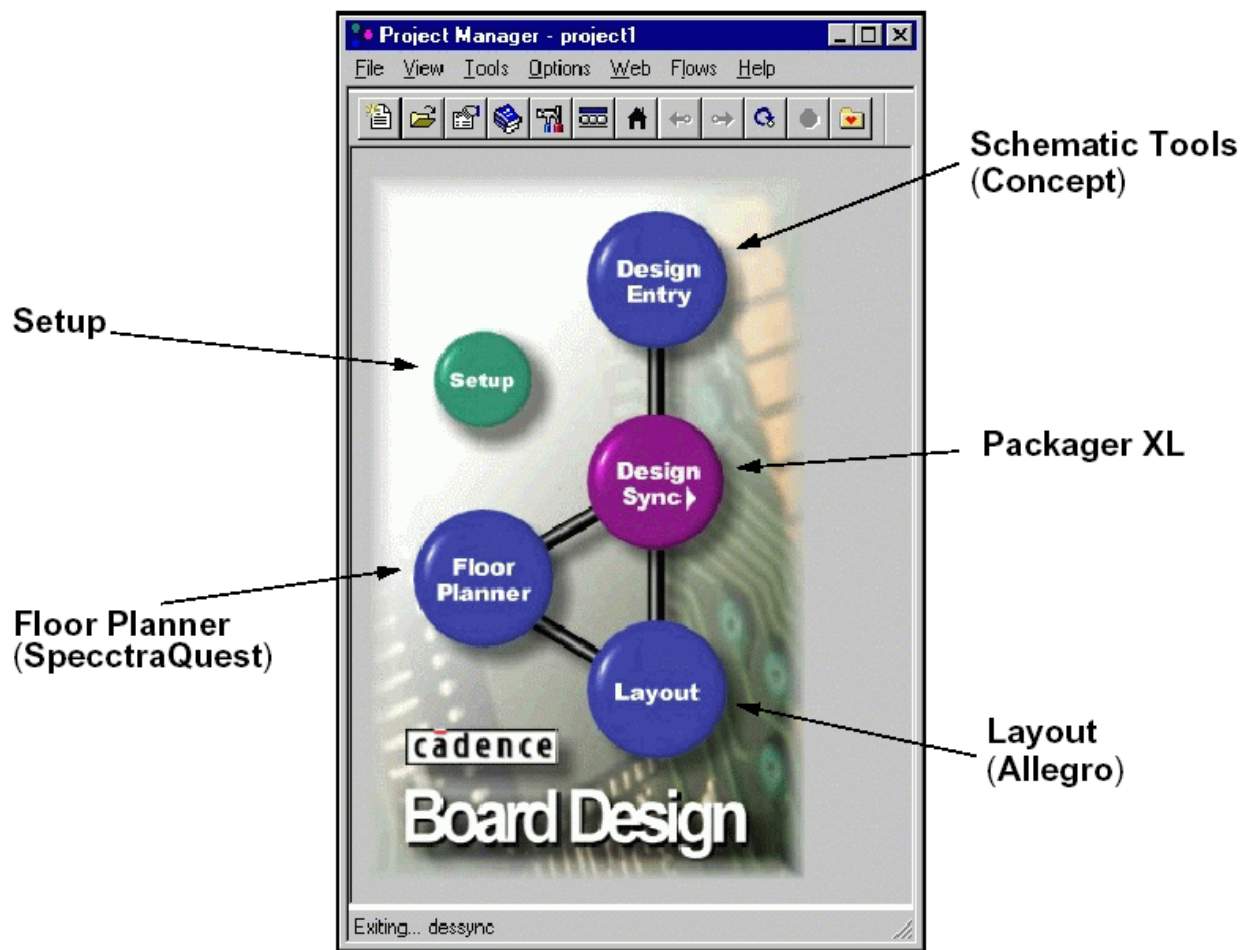 Project Manager - project1
File View Tools Options Web Flows Help
Schematic Tools
(Concept)
Design
Entry
Setup
Setup
Design
Sync
Packager XL
Floor
Planner
Floor Planner
(SpecctraQuest)
Layout
Layout
(Allegro)
cādence
Board Design
Exiting... dessync